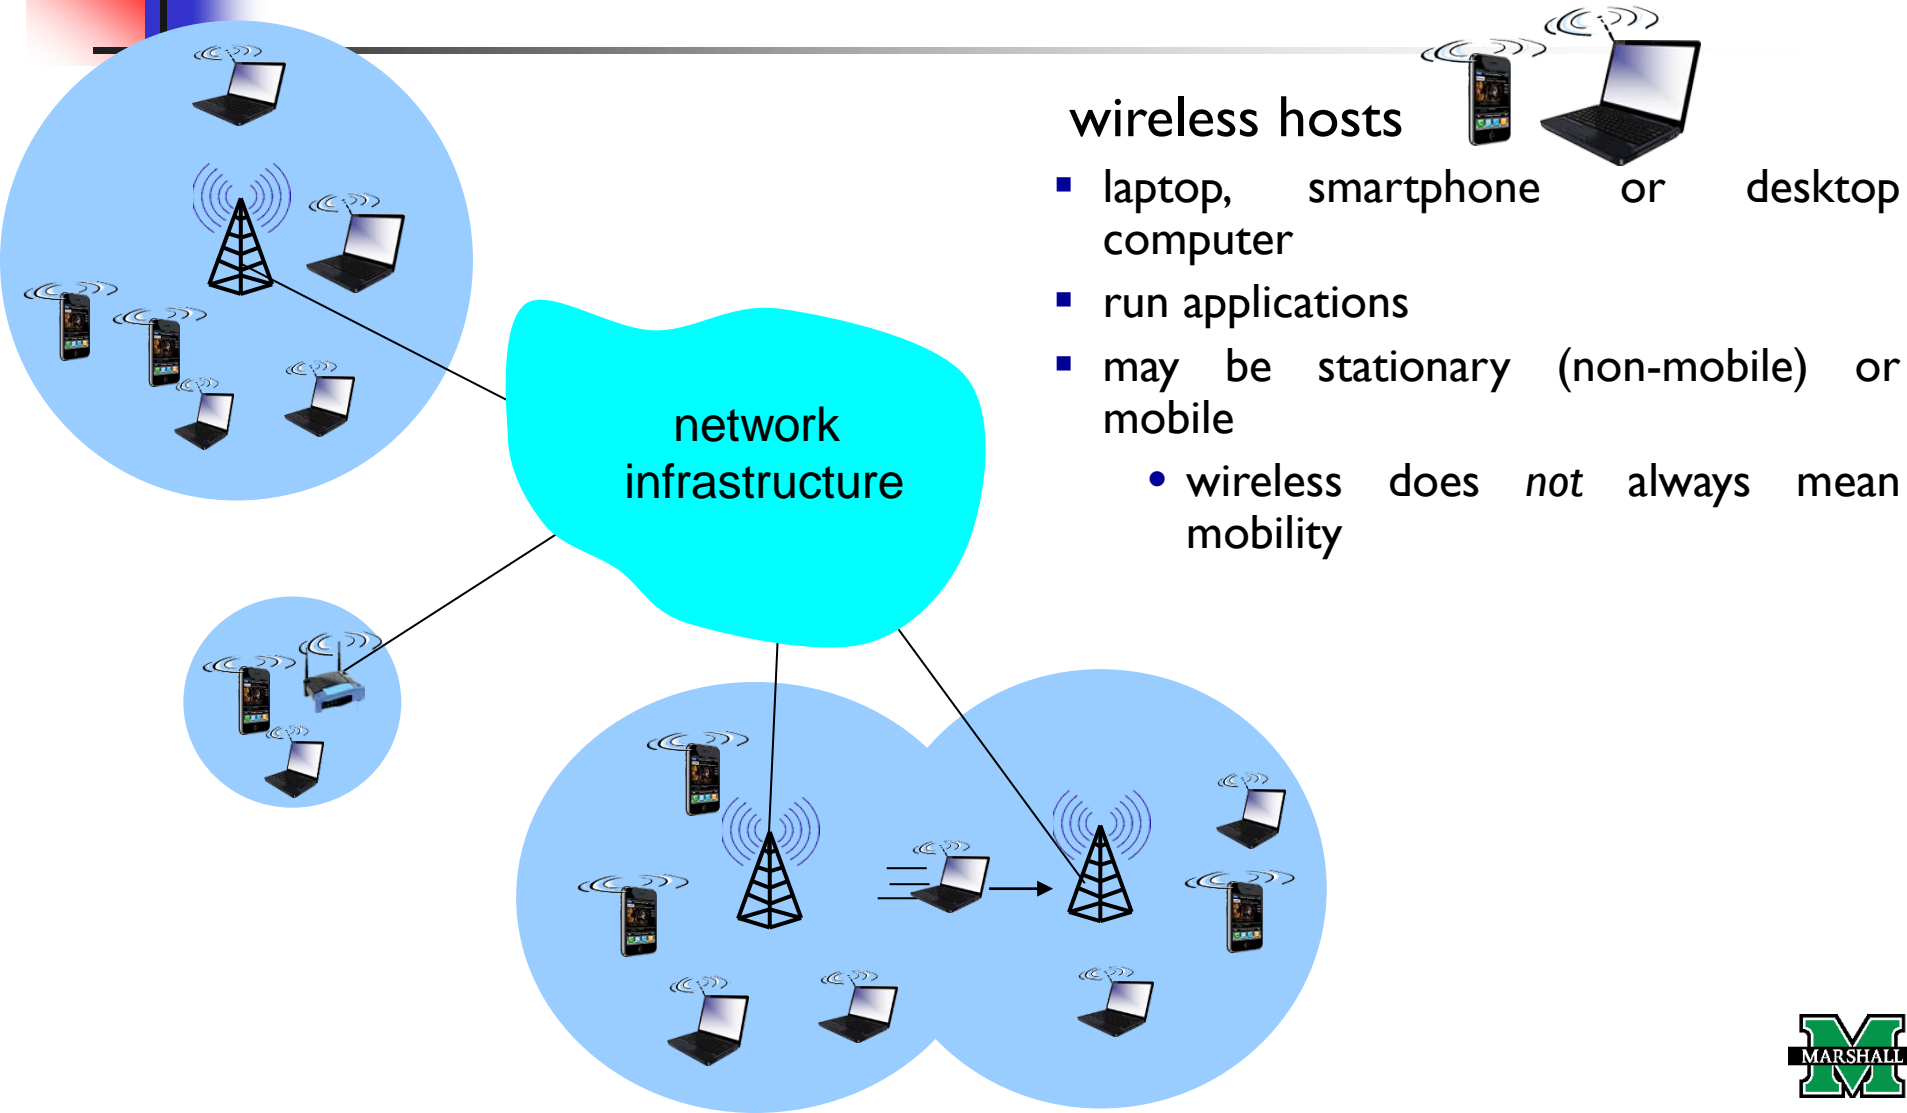 wireless hosts
laptop, smartphone or desktop
computer
run applications
may be stationary (non-mobile) or
mobile
wireless does not always mean
mobility
network
infrastructure
MARSHALL